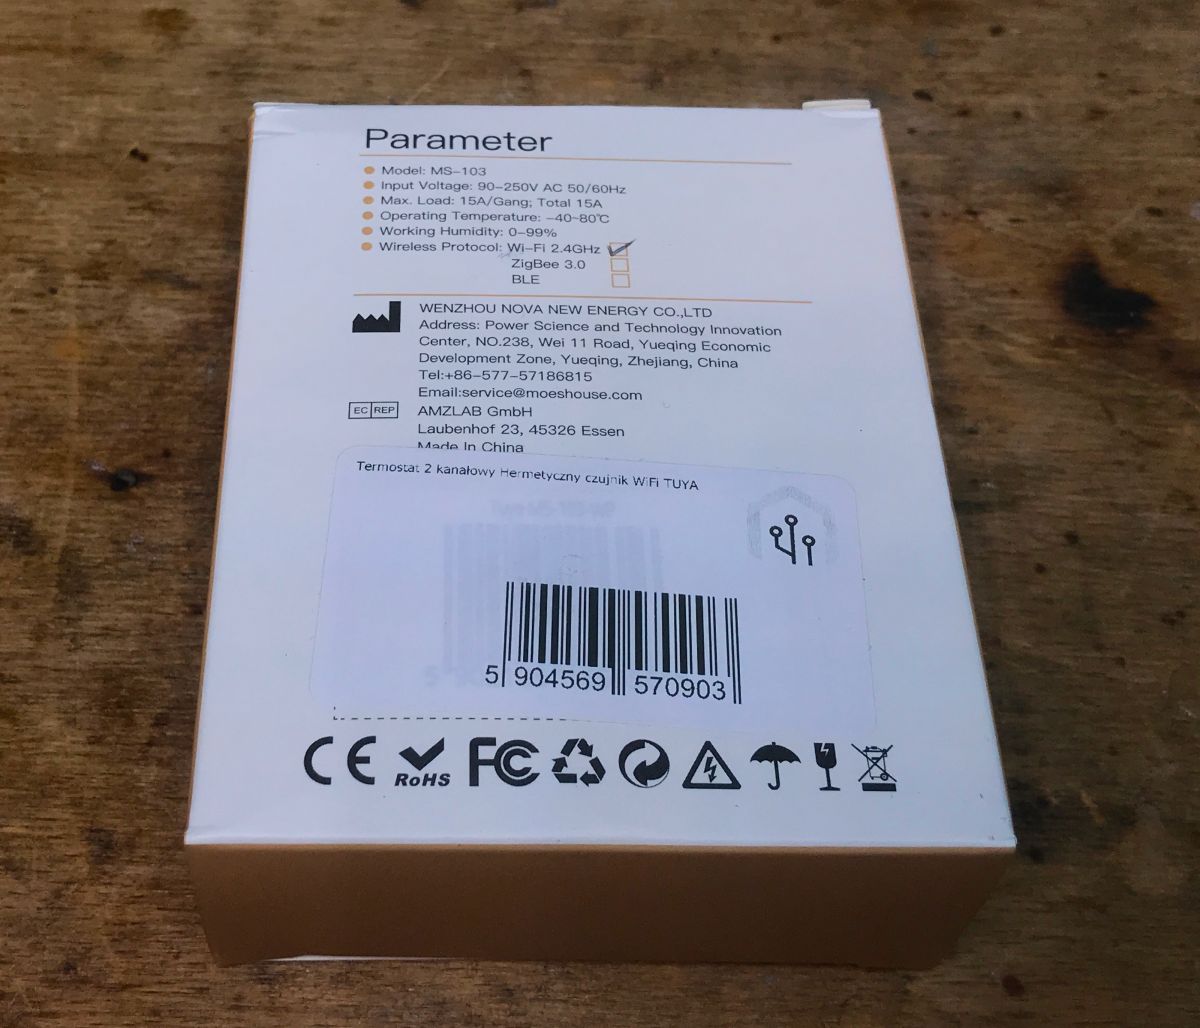 Parameter
Model: MS-103
Input Voltage: 90-250V AC 50/60Hz
Max. Load: 15A/Gang; Total 15A
Operating Temperature: -40~80℃
Working Humidity: 0-99%
Wireless Protocol: Wi-Fi 2.4GHz
ZigBee 3.0
BLE
WENZHOU NOVA NEW ENERGY CO.,LTD
Address: Power Science and Technology Innovation
Center, NO.238, Wei 11 Road, Yueqing Economic
Development Zone, Yueqing, Zhejiang, China
Tel:+86-577-57186815
Email:service@moeshouse.com
EC REP
AMZLAB GmbH
Laubenhof 23, 45326 Essen
Made In China
Termostat 2 kanałowy Hermetyczny czujnik WiFi TUYA
5 904569 570903
CE RoHS FC